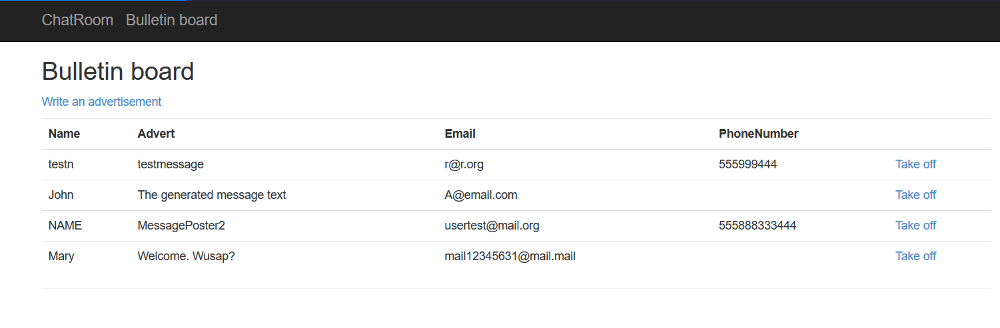 ChatRoom Bulletin board
Bulletin board
Write an advertisement
Name Advert Email PhoneNumber
testn testmessage r@r.org 555999444 Take off
John The generated message text A@email.com Take off
NAME MessagePoster2 usertest@mail.org 555888333444 Take off
Mary Welcome. Wusap? mail12345631@mail.mail Take off